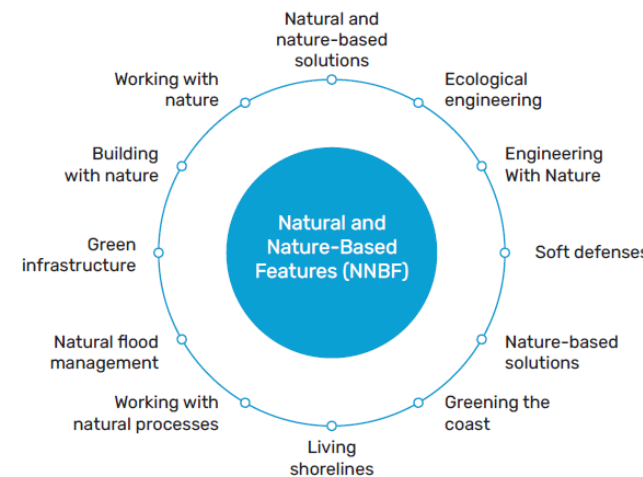 Natural and
nature-based
solutions
Ecological
engineering
Engineering
With Nature
Soft defenses
Nature-based
solutions
Greening the
coast
Living
shorelines
Working with
natural processes
Natural flood
management
Green
infrastructure
Building
with nature
Working with
nature
Natural and
Nature-Based
Features (NNBF)